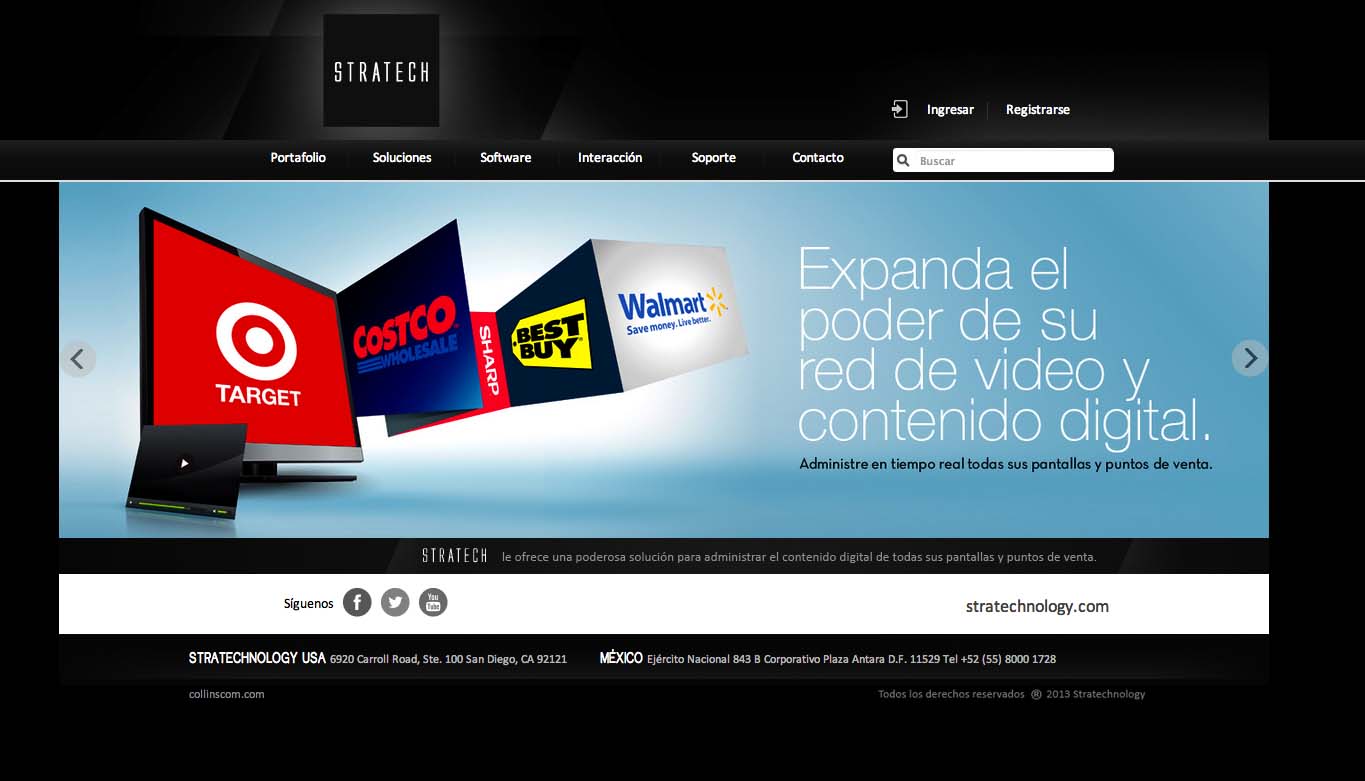 STRATECH
Ingresar
Registrarse
Portafolio
Soluciones
Software
Interacción
Soporte
Contacto
Buscar
TARGET
COSTCO
WHOLESALE
SHARP
BEST
BUY
Walmart
Save money. Live better.
Expanda el
poder de su
red de video y
contenido digital.
Administre en tiempo real todas sus pantallas y puntos de venta.
STRATECH le ofrece una poderosa solución para administrar el contenido digital de todas sus pantallas y puntos de venta.
Síguenos
You
Tube
stratechnology.com
STRATECHNOLOGY USA 6920 Carroll Road, Ste. 100 San Diego, CA 92121
MÉXICO Ejército Nacional 843 B Corporativo Plaza Antara D.F. 11529 Tel +52 (55) 8000 1728
collinscom.com
Todos los derechos reservados ® 2013 Stratechnology